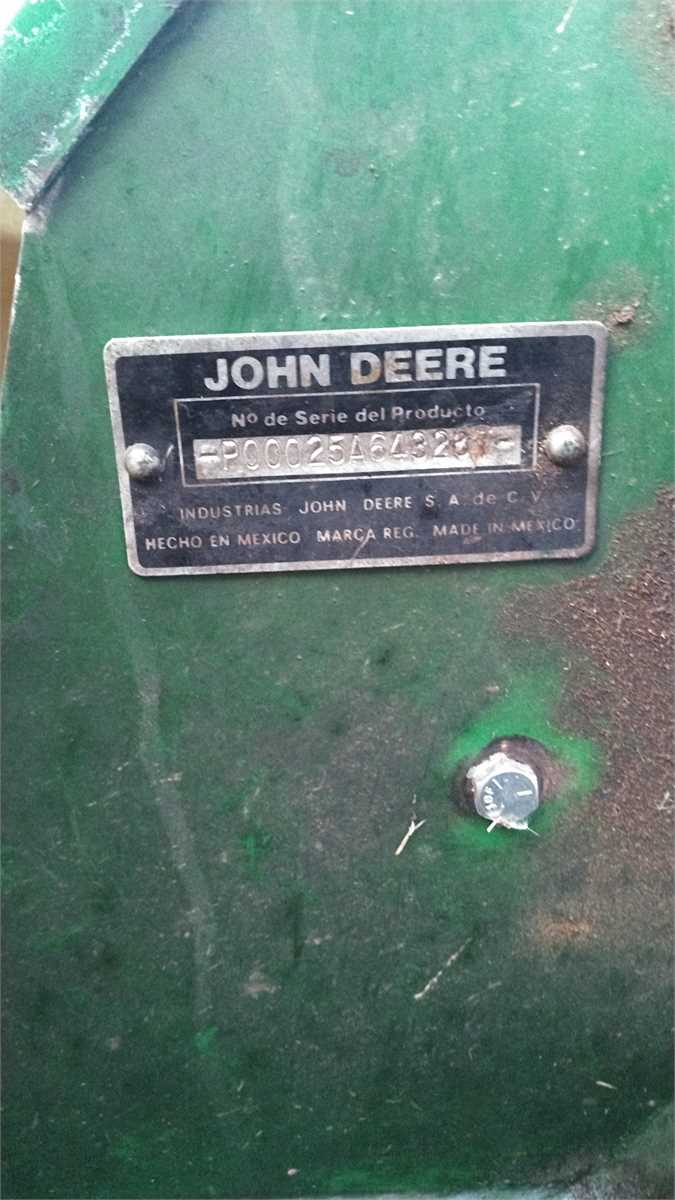 JOHN DEERE
Nº de Serie del Producto
INDUSTRIAS JOHN DEERE S. A. de C. V.
HECHO EN MEXICO MARCA REG. MADE IN MEXICO